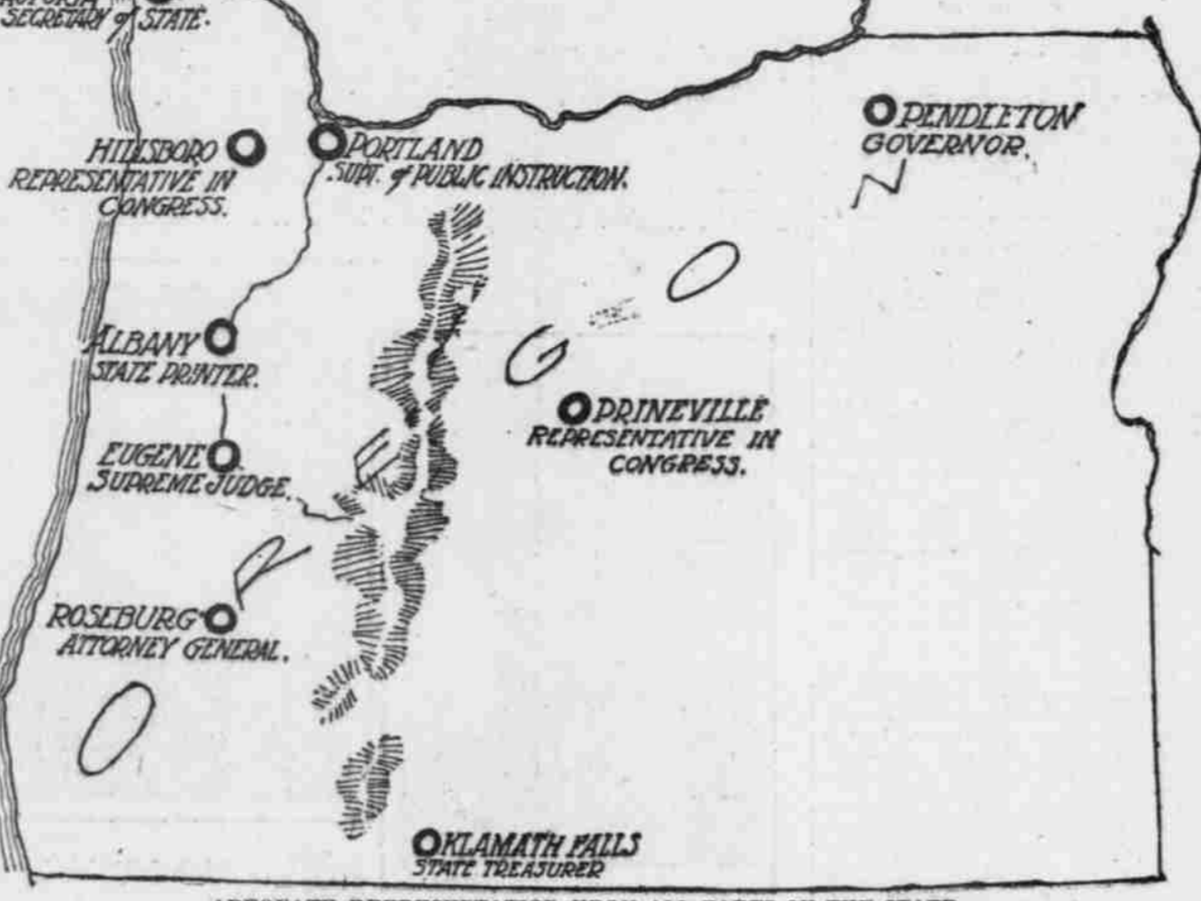 ASTORIA
SECRETARY of STATE.
HILLSBORO
REPRESENTATIVE IN
CONGRESS.
PORTLAND
SUPT. of PUBLIC INSTRUCTION.
PENDLETON
GOVERNOR.
ALBANY
STATE PRINTER.
EUGENE
SUPREME JUDGE.
PRINEVILLE
REPRESENTATIVE IN
CONGRESS.
ROSEBURG
ATTORNEY GENERAL.
KLAMATH FALLS
STATE TREASURER
O R E G O N